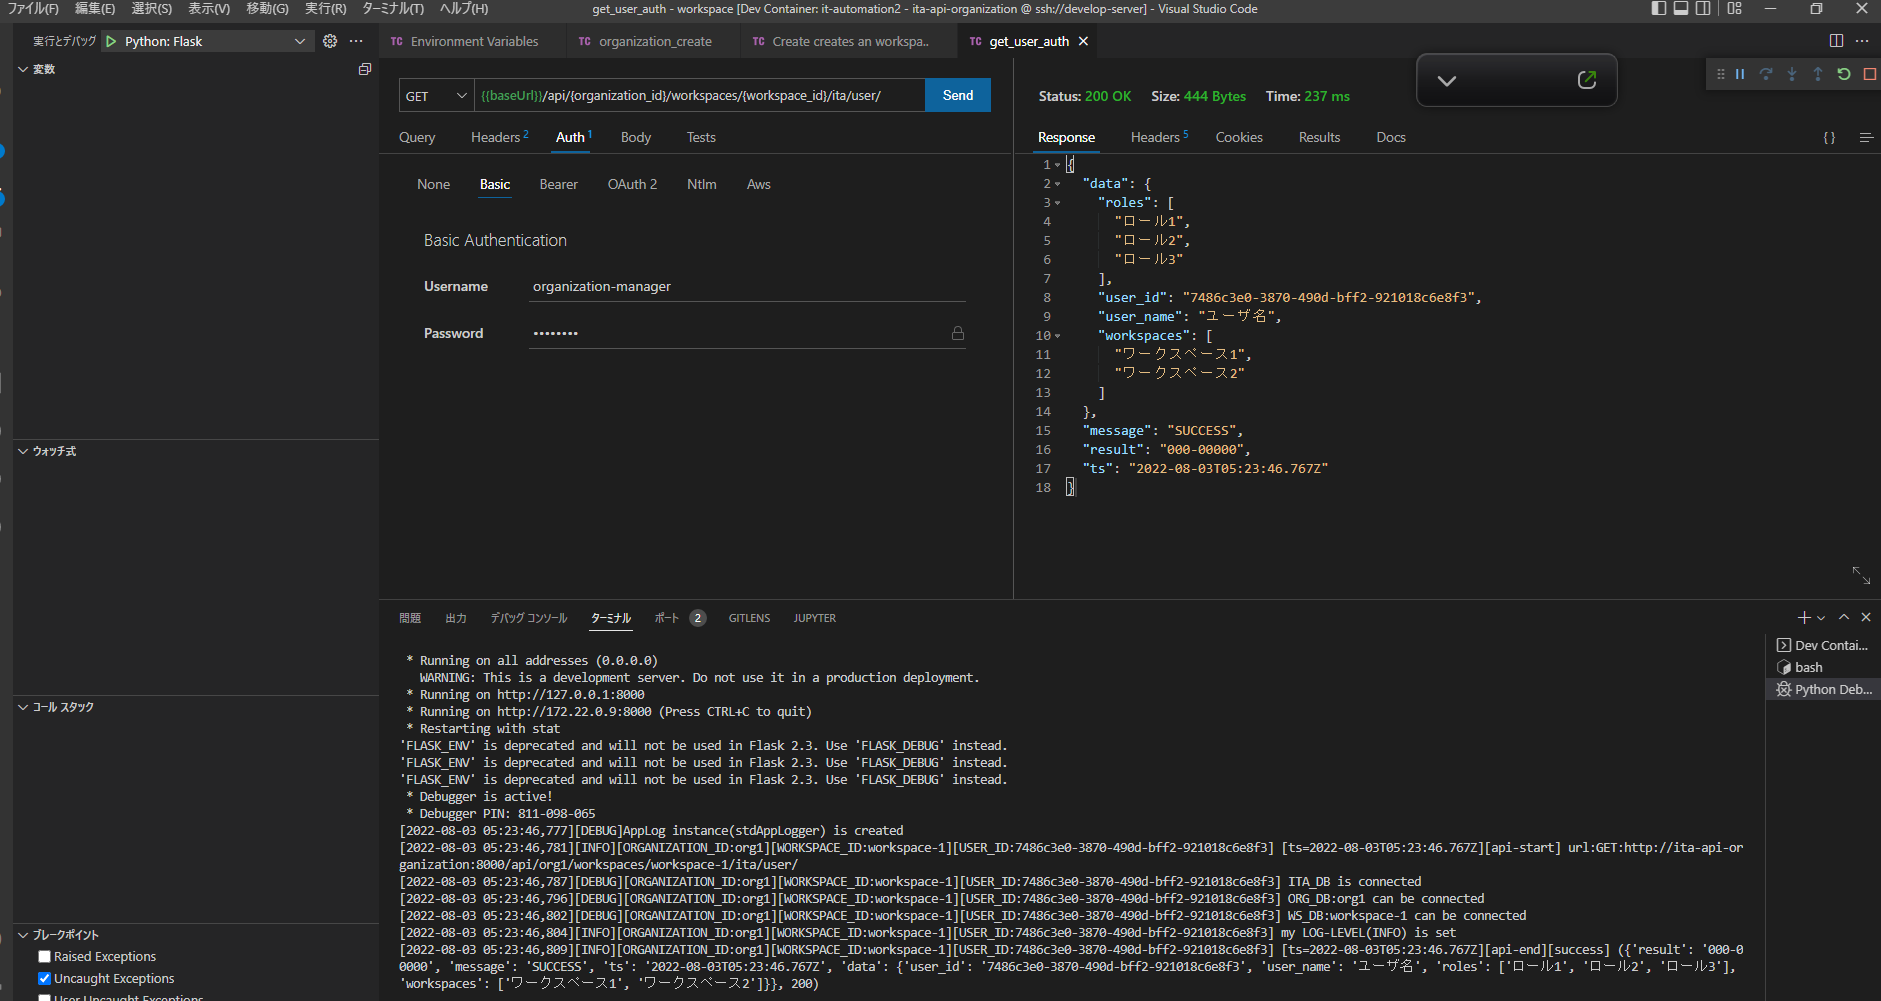 ファイル(F) 編集(E) 選択(S) 表示(V) 移動(G) 実行(R) ターミナル(T) ヘルプ(H) get_user_auth - workspace [Dev Container: it-automation2 - ita-api-organization @ ssh://develop-server] - Visual Studio Code
実行とデバッグ Python: Flask
TC Environment Variables TC organization_create TC Create creates an workspa.. TC get_user_auth
変数
GET {{baseUrl}}/api/{organization_id}/workspaces/{workspace_id}/ita/user/ Send
Query Headers 2 Auth 1 Body Tests
None Basic Bearer OAuth 2 Ntlm Aws
Basic Authentication
Username organization-manager
Password ••••••••
Status: 200 OK Size: 444 Bytes Time: 237 ms
Response Headers 5 Cookies Results Docs { }
1 {
2 "data": {
3 "roles": [
4 "ロール1",
5 "ロール2",
6 "ロール3"
7 ],
8 "user_id": "7486c3e0-3870-490d-bff2-921018c6e8f3",
9 "user_name": "ユーザ名",
10 "workspaces": [
11 "ワークスペース1",
12 "ワークスペース2"
13 ]
14 },
15 "message": "SUCCESS",
16 "result": "000-00000",
17 "ts": "2022-08-03T05:23:46.767Z"
18 }
ウォッチ式
コール スタック
ブレークポイント
Raised Exceptions
Uncaught Exceptions
User Uncaught Exceptions
問題 出力 デバッグ コンソール ターミナル ポート 2 GITLENS JUPYTER
* Running on all addresses (0.0.0.0)
WARNING: This is a development server. Do not use it in a production deployment.
* Running on http://127.0.0.1:8000
* Running on http://172.22.0.9:8000 (Press CTRL+C to quit)
* Restarting with stat
'FLASK_ENV' is deprecated and will not be used in Flask 2.3. Use 'FLASK_DEBUG' instead.
'FLASK_ENV' is deprecated and will not be used in Flask 2.3. Use 'FLASK_DEBUG' instead.
'FLASK_ENV' is deprecated and will not be used in Flask 2.3. Use 'FLASK_DEBUG' instead.
* Debugger is active!
* Debugger PIN: 811-098-065
[2022-08-03 05:23:46,777][DEBUG]AppLog instance(stdAppLogger) is created
[2022-08-03 05:23:46,781][INFO][ORGANIZATION_ID:org1][WORKSPACE_ID:workspace-1][USER_ID:7486c3e0-3870-490d-bff2-921018c6e8f3] [ts=2022-08-03T05:23:46.767Z][api-start] url:GET:http://ita-api-or
ganization:8000/api/org1/workspaces/workspace-1/ita/user/
[2022-08-03 05:23:46,787][DEBUG][ORGANIZATION_ID:org1][WORKSPACE_ID:workspace-1][USER_ID:7486c3e0-3870-490d-bff2-921018c6e8f3] ITA_DB is connected
[2022-08-03 05:23:46,796][DEBUG][ORGANIZATION_ID:org1][WORKSPACE_ID:workspace-1][USER_ID:7486c3e0-3870-490d-bff2-921018c6e8f3] ORG_DB:org1 can be connected
[2022-08-03 05:23:46,802][DEBUG][ORGANIZATION_ID:org1][WORKSPACE_ID:workspace-1][USER_ID:7486c3e0-3870-490d-bff2-921018c6e8f3] WS_DB:workspace-1 can be connected
[2022-08-03 05:23:46,804][INFO][ORGANIZATION_ID:org1][WORKSPACE_ID:workspace-1][USER_ID:7486c3e0-3870-490d-bff2-921018c6e8f3] my LOG-LEVEL(INFO) is set
[2022-08-03 05:23:46,809][INFO][ORGANIZATION_ID:org1][WORKSPACE_ID:workspace-1][USER_ID:7486c3e0-3870-490d-bff2-921018c6e8f3] [ts=2022-08-03T05:23:46.767Z][api-end][success] ({'result': '000-0
0000', 'message': 'SUCCESS', 'ts': '2022-08-03T05:23:46.767Z', 'data': {'user_id': '7486c3e0-3870-490d-bff2-921018c6e8f3', 'user_name': 'ユーザ名', 'roles': ['ロール1', 'ロール2', 'ロール3'],
'workspaces': ['ワークスペース1', 'ワークスペース2']}}, 200)
Dev Contai...
bash
Python Deb...